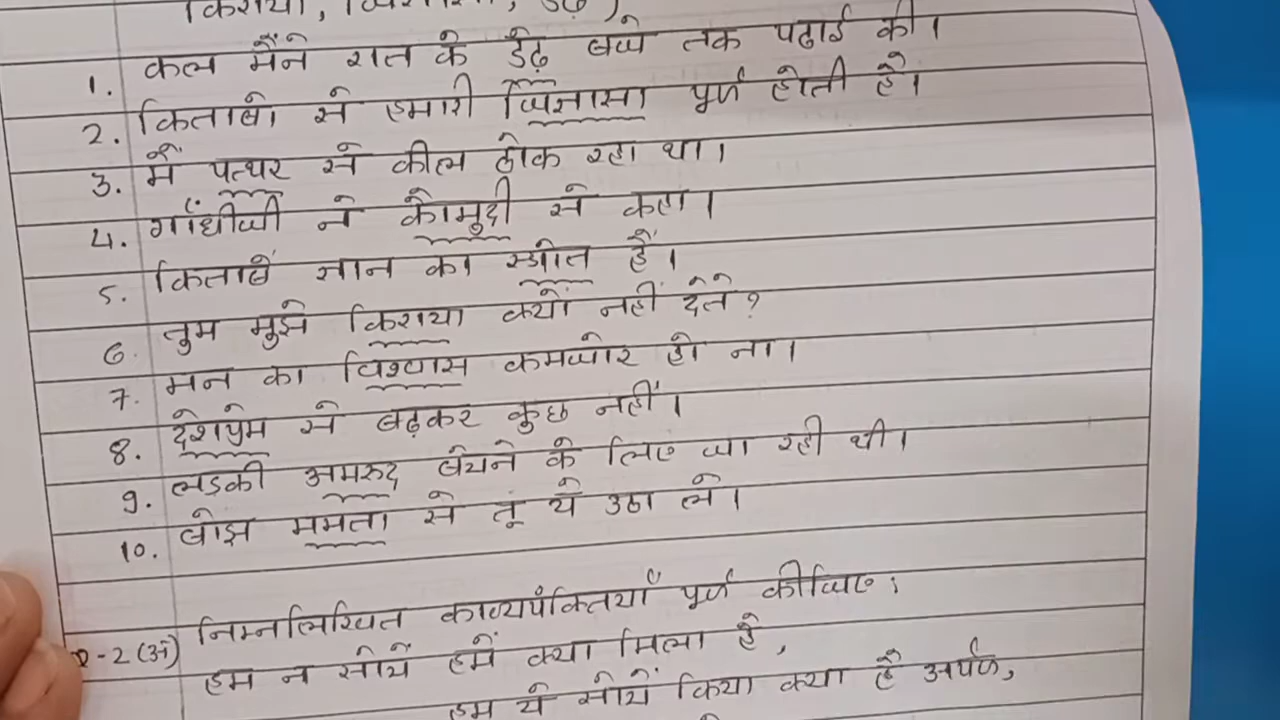 किराया, डेढ़)
1. कल मैंने रात के डेढ़ बजे तक पढाई की।
2. किताबों से हमारी जिज्ञासा पूर्ण होती है।
3. मैं पत्थर से कील ठोक रहा था।
4. गाँधीजी ने कौमुदी से कहा।
5. किताबें ज्ञान का स्त्रोत हैं।
6. तुम मुझे किराया क्यों नहीं देते?
7. मन का विश्वास कमजोर हो ना।
8. देशप्रेम से बढ़कर कुछ नहीं।
9. लड़की अमरुद बेचने के लिए जा रही थी।
10. बोझ ममता से तू ये उठा ले।
प्र-2(अ) निम्नलिखित काव्यपंक्तियाँ पूर्ण कीजिए:
हम न सोचें हमें क्या मिला है,
हम ये सोचें किया क्या है अर्पण,